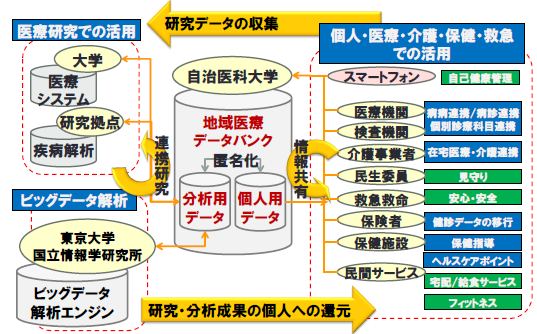 医療研究での活用
研究データの収集
個人・医療・介護・保健・救急
での活用
大学
医療
システム
研究拠点
疾病解析
自治医科大学
地域医療
データバンク
匿名化
分析用
データ
個人用
データ
連携研究
情報共有
スマートフォン
自己健康管理
医療機関
検査機関
病病連携/病診連携
個別診療科目連携
介護事業者
在宅医療・介護連携
民生委員
見守り
救急救命
安心・安全
保険者
健診データの移行
保健施設
保健指導
ヘルスケアポイント
民間サービス
宅配/給食サービス
フィットネス
ビッグデータ解析
東京大学
国立情報学研究所
ビッグデータ
解析エンジン
研究・分析成果の個人への還元